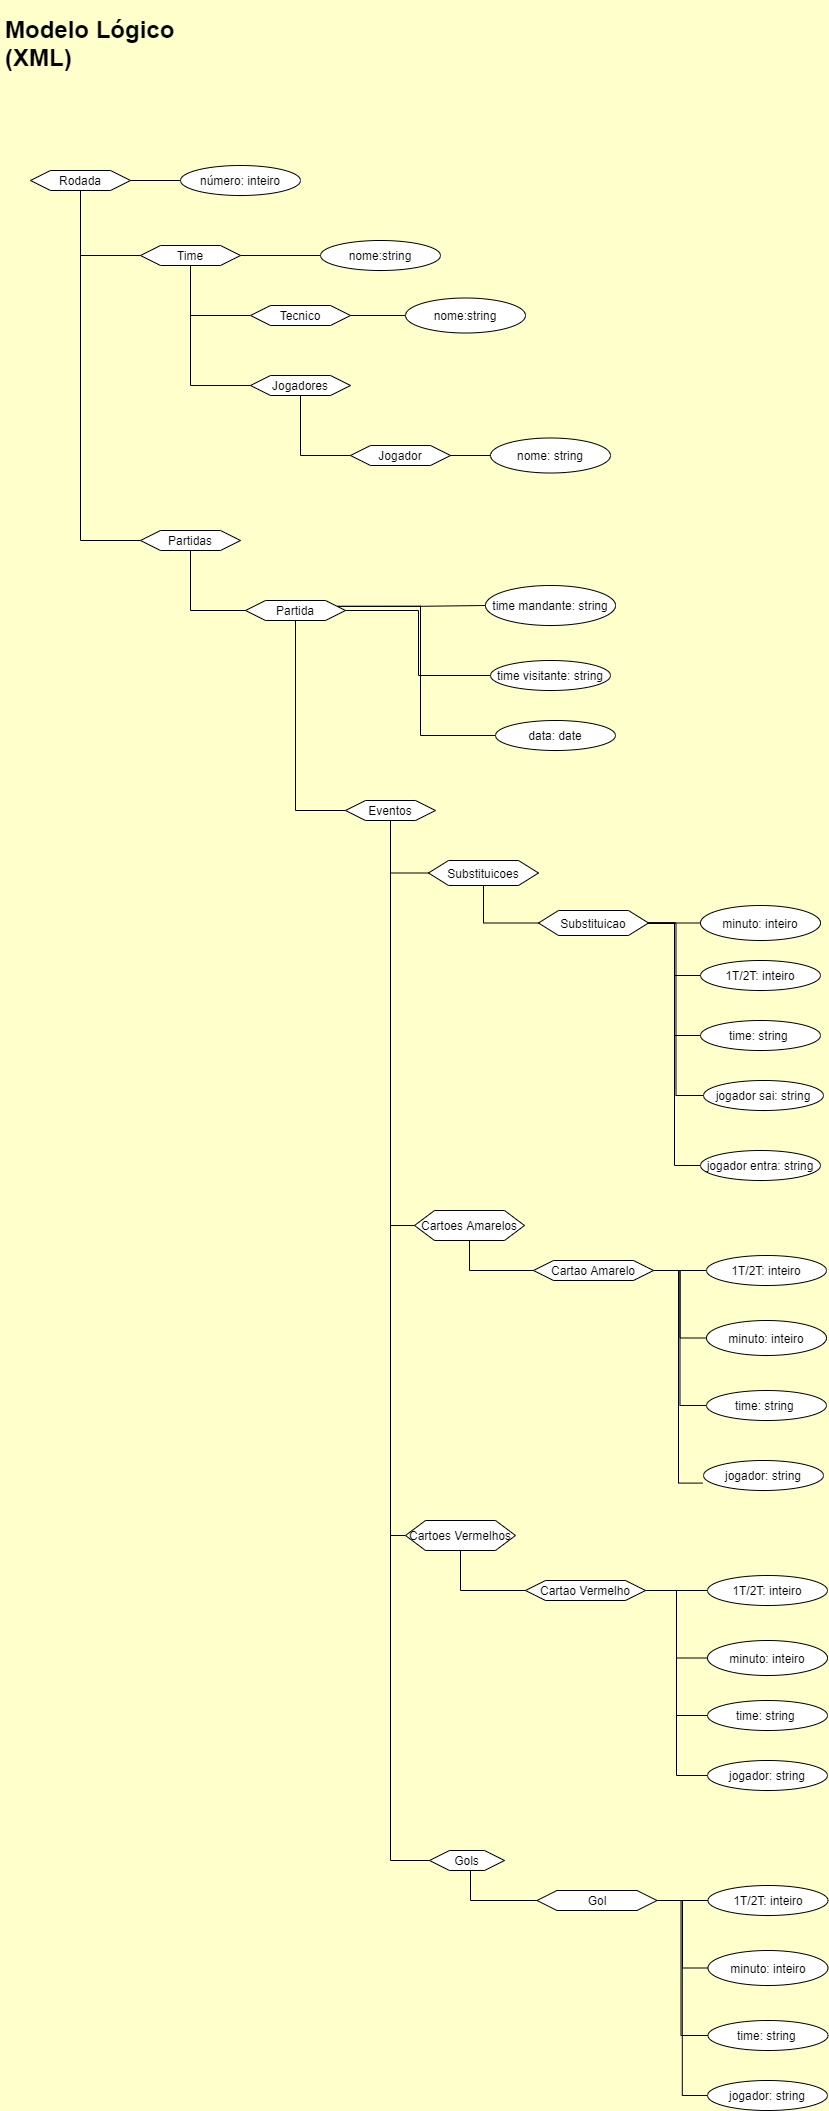 Modelo Lógico
(XML)
Rodada
número: inteiro
Time
nome:string
Tecnico
nome:string
Jogadores
Jogador
nome: string
Partidas
Partida
time mandante: string
time visitante: string
data: date
Eventos
Substituicoes
Substituicao
minuto: inteiro
1T/2T: inteiro
time: string
jogador sai: string
jogador entra: string
Cartoes Amarelos
Cartao Amarelo
1T/2T: inteiro
minuto: inteiro
time: string
jogador: string
Cartoes Vermelhos
Cartao Vermelho
1T/2T: inteiro
minuto: inteiro
time: string
jogador: string
Gols
Gol
1T/2T: inteiro
minuto: inteiro
time: string
jogador: string